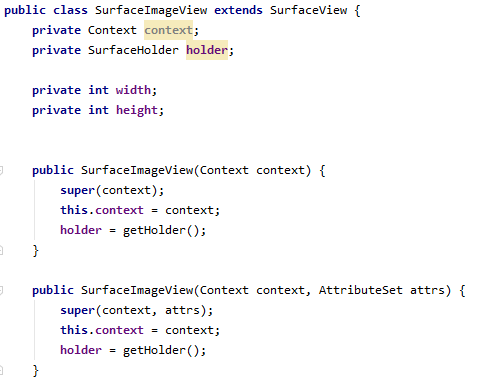 public class SurfaceImageView extends SurfaceView {
    private Context context;
    private SurfaceHolder holder;

    private int width;
    private int height;

    public SurfaceImageView(Context context) {
        super(context);
        this.context = context;
        holder = getHolder();
    }

    public SurfaceImageView(Context context, AttributeSet attrs) {
        super(context, attrs);
        this.context = context;
        holder = getHolder();
    }